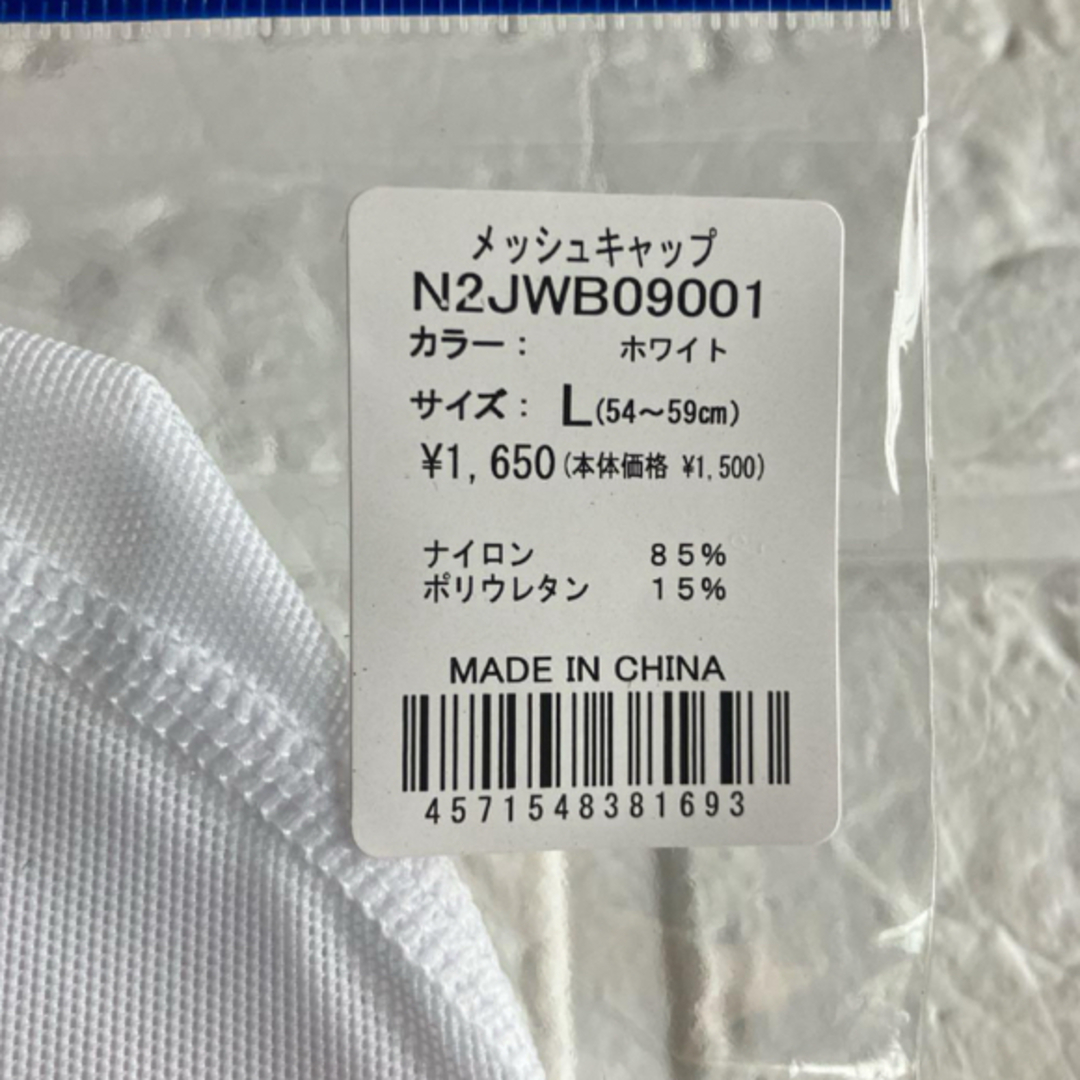 メッシュキャップ
N2JWB09001
カラー： ホワイト
サイズ： L(54～59㎝)
¥1,650(本体価格 ¥1,500)
ナイロン 85%
ポリウレタン 15%
MADE IN CHINA
4571548381693